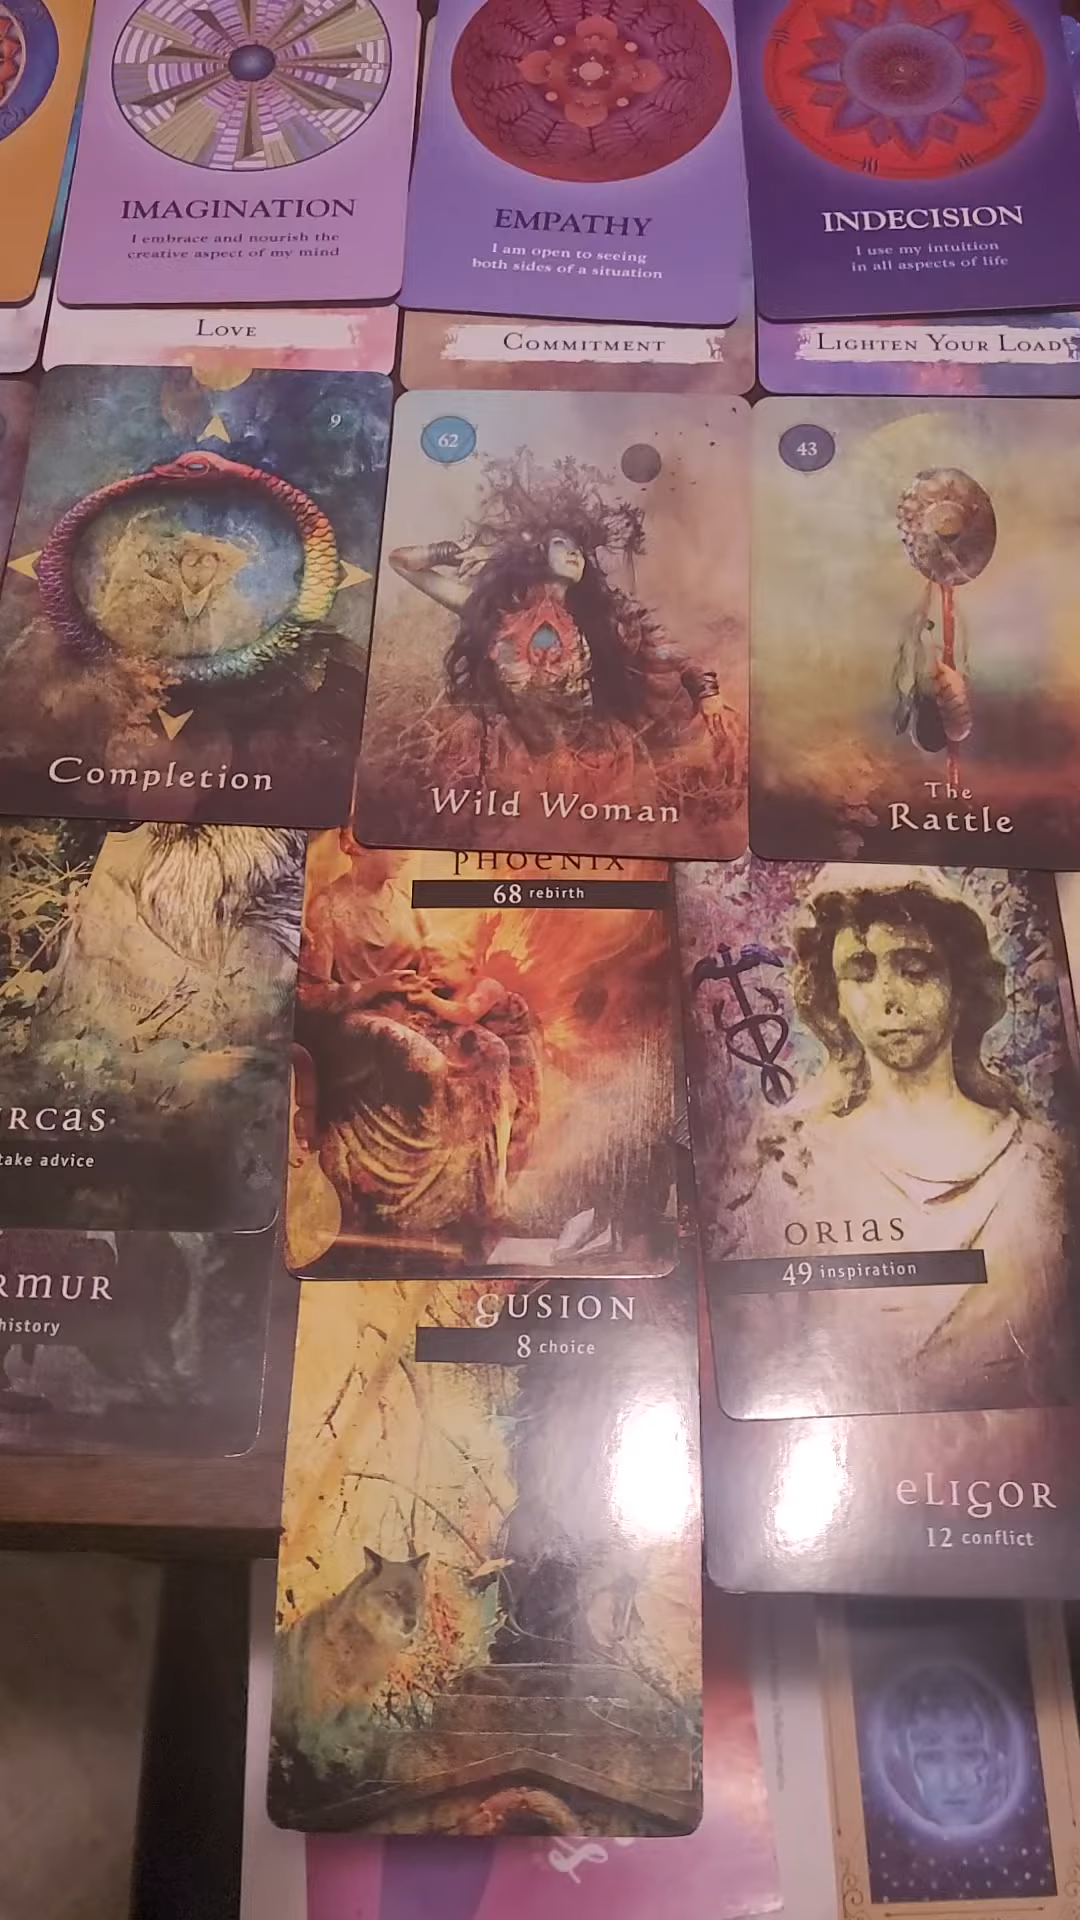 IMAGINATION
I embrace and nourish the
creative aspect of my mind
EMPATHY
I am open to seeing
both sides of a situation
INDECISION
I use my intuition
in all aspects of life
LOVE
COMMITMENT
LIGHTEN YOUR LOAD
9
Completion
62
Wild Woman
43
The
Rattle
RCAS
take advice
RMUR
history
PHOENIX
68 rebirth
GUSION
8 choice
ORIAS
49 inspiration
ELIGOR
12 conflict